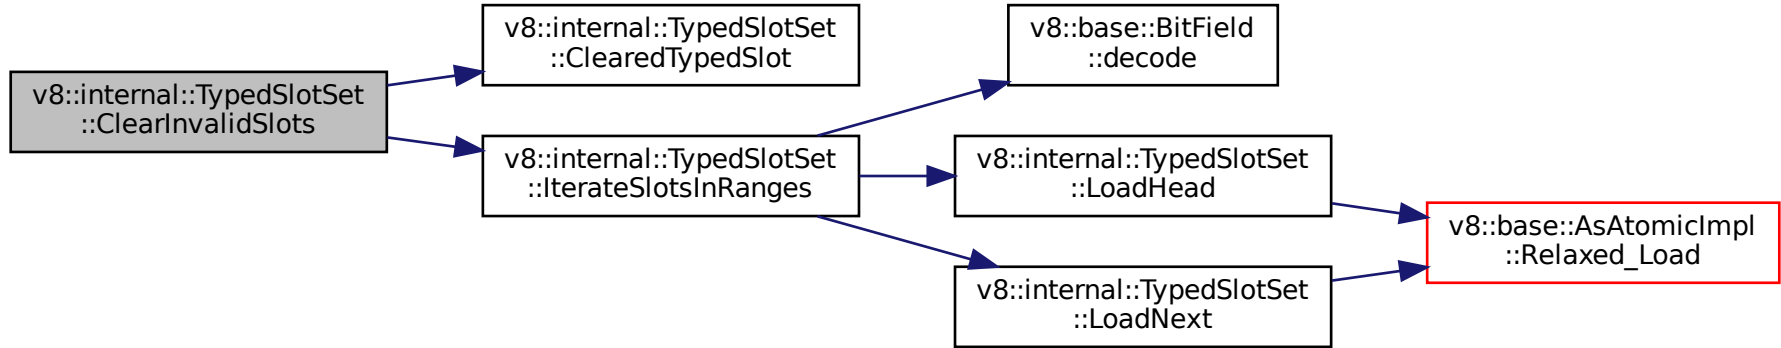 v8::internal::TypedSlotSet
::ClearInvalidSlots
v8::internal::TypedSlotSet
::ClearedTypedSlot
v8::internal::TypedSlotSet
::IterateSlotsInRanges
v8::base::BitField
::decode
v8::internal::TypedSlotSet
::LoadHead
v8::internal::TypedSlotSet
::LoadNext
v8::base::AsAtomicImpl
::Relaxed_Load